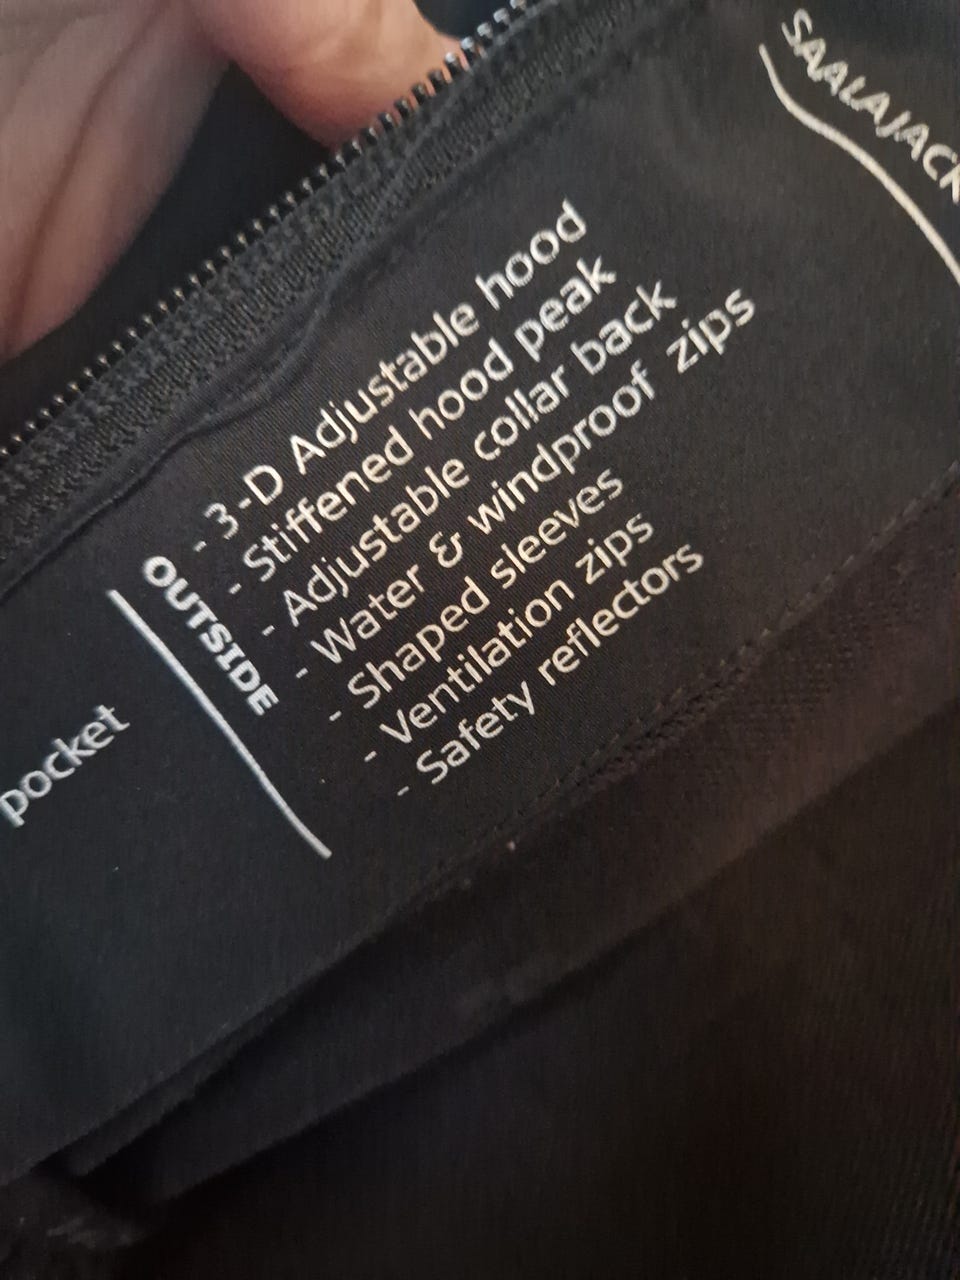 SAALAJACK
OUTSIDE
- 3-D Adjustable hood
- Stiffened hood peak
- Adjustable collar back
- Water & windproof zips
- Shaped sleeves
- Ventilation zips
- Safety reflectors
pocket